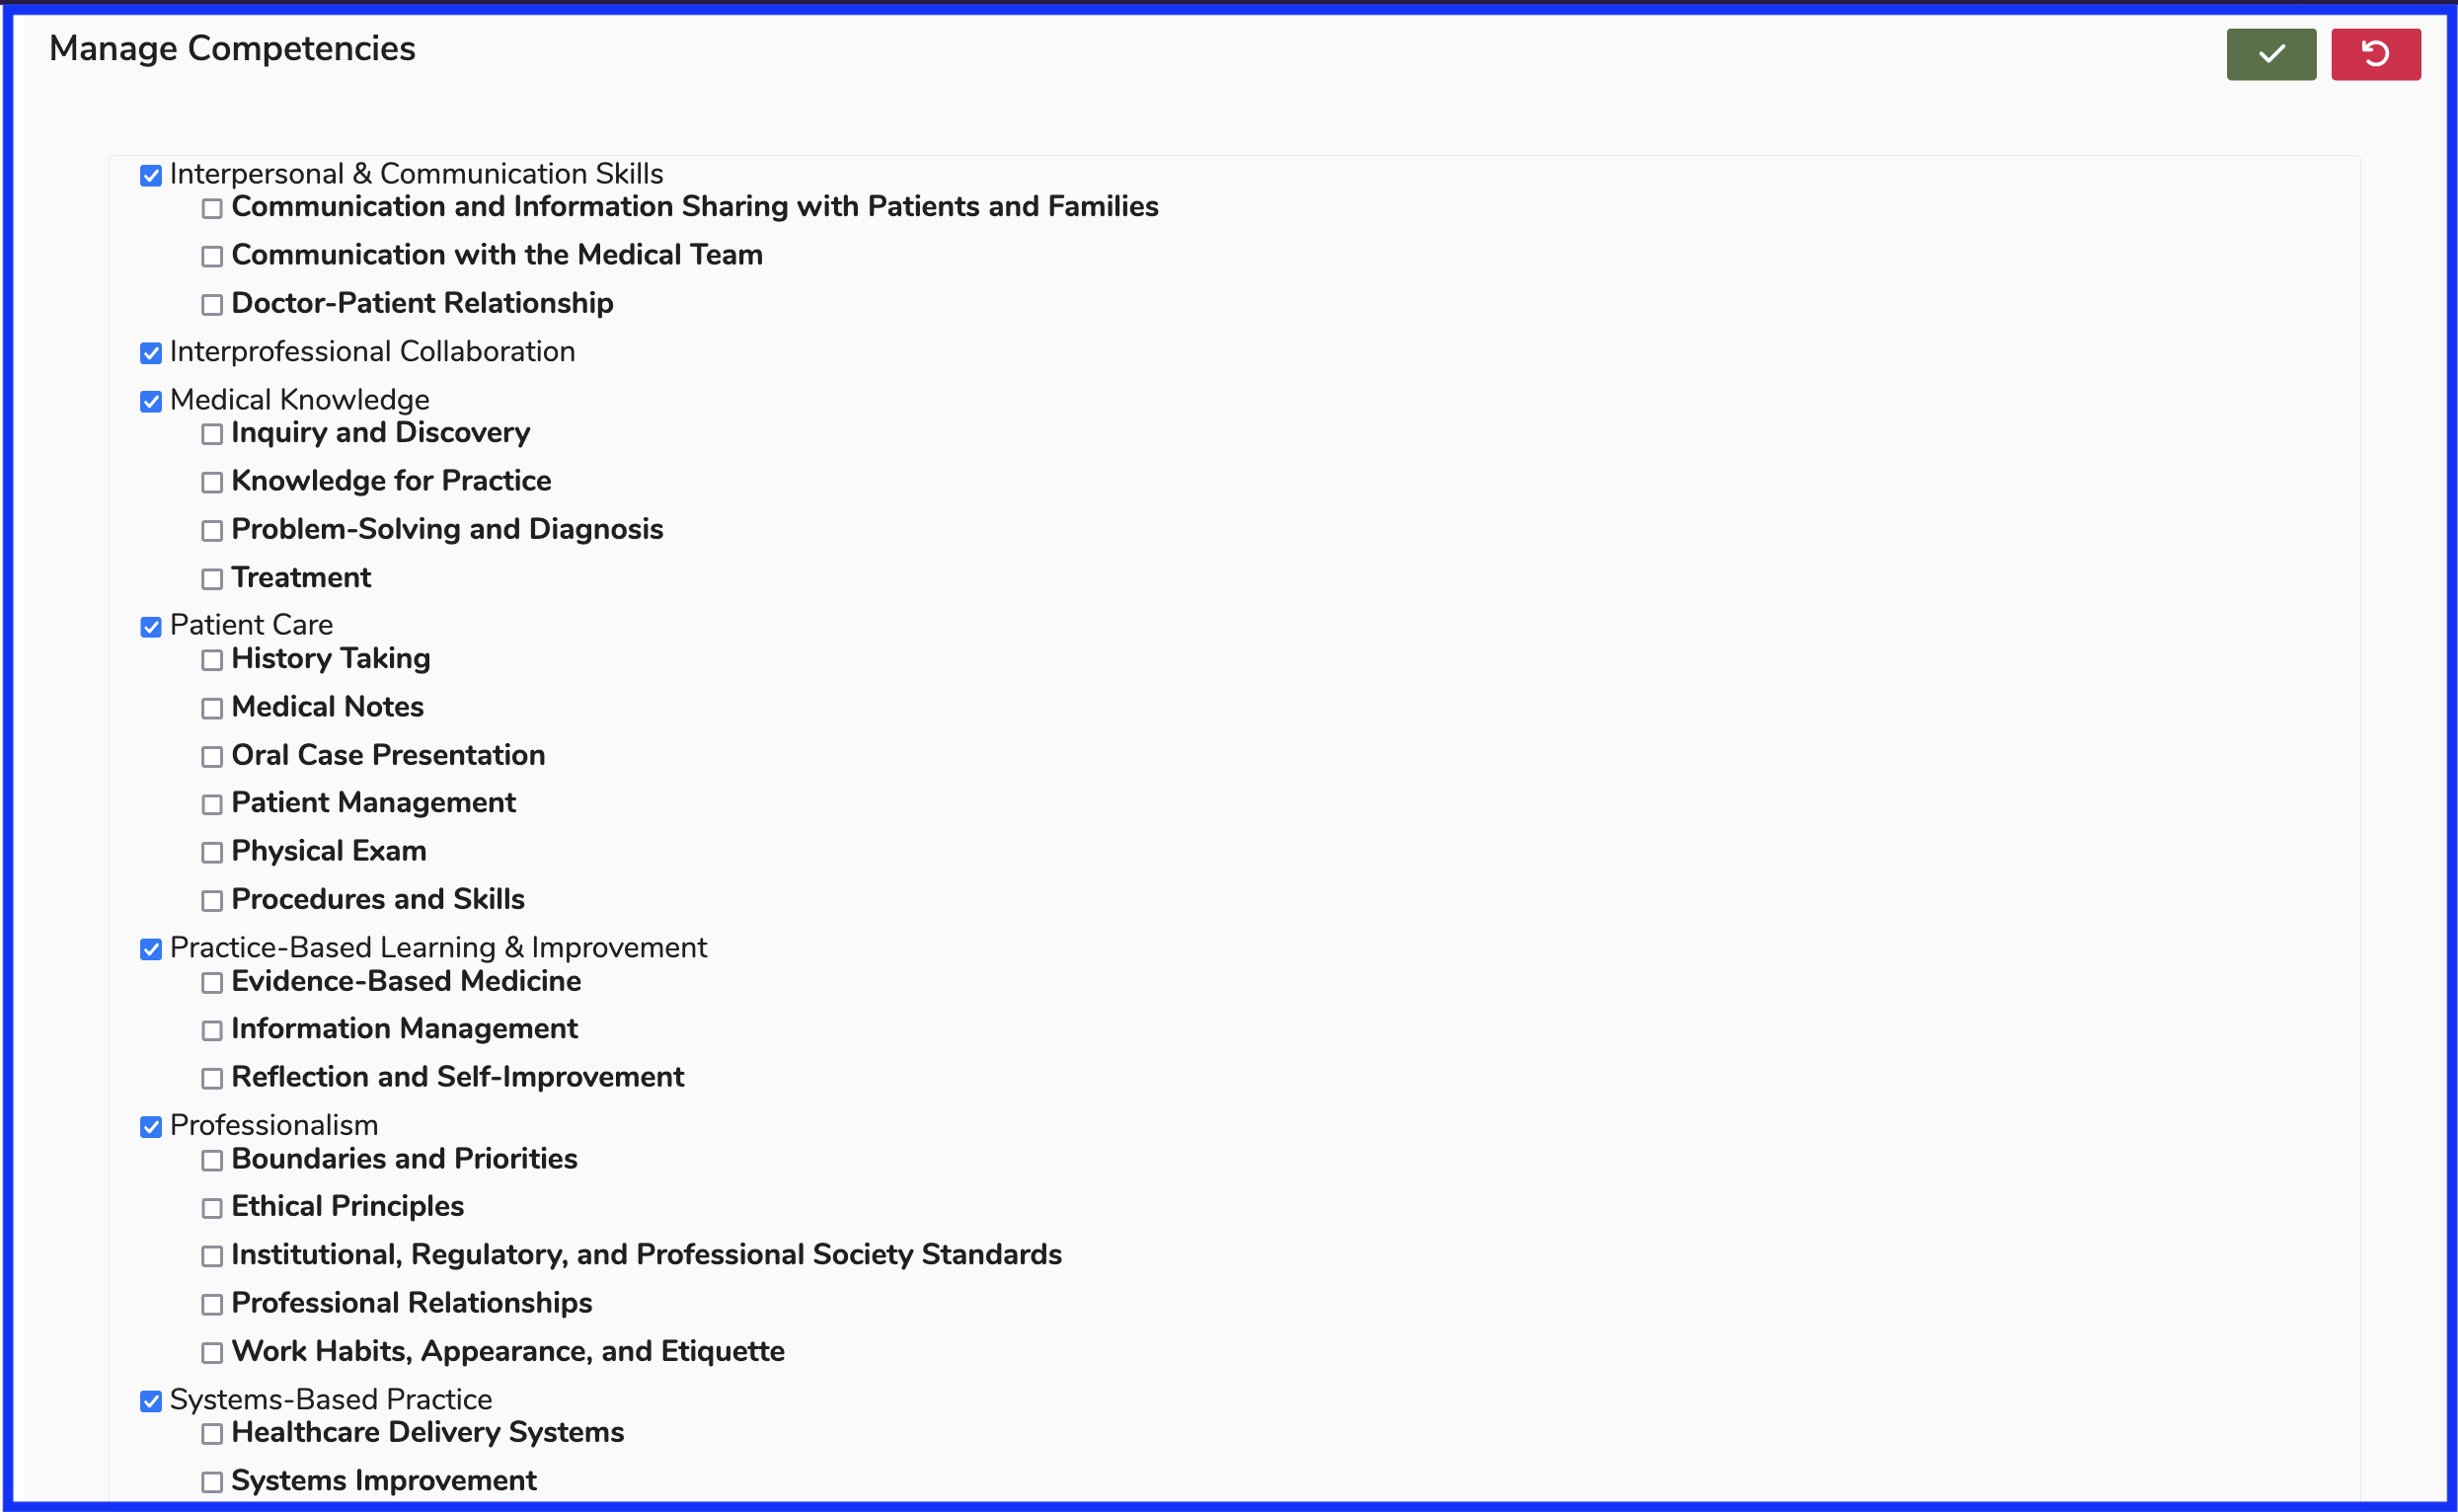 Manage Competencies
Interpersonal & Communication Skills
Communication and Information Sharing with Patients and Families
Communication with the Medical Team
Doctor-Patient Relationship
Interprofessional Collaboration
Medical Knowledge
Inquiry and Discovery
Knowledge for Practice
Problem-Solving and Diagnosis
Treatment
Patient Care
History Taking
Medical Notes
Oral Case Presentation
Patient Management
Physical Exam
Procedures and Skills
Practice-Based Learning & Improvement
Evidence-Based Medicine
Information Management
Reflection and Self-Improvement
Professionalism
Boundaries and Priorities
Ethical Principles
Institutional, Regulatory, and Professional Society Standards
Professional Relationships
Work Habits, Appearance, and Etiquette
Systems-Based Practice
Healthcare Delivery Systems
Systems Improvement